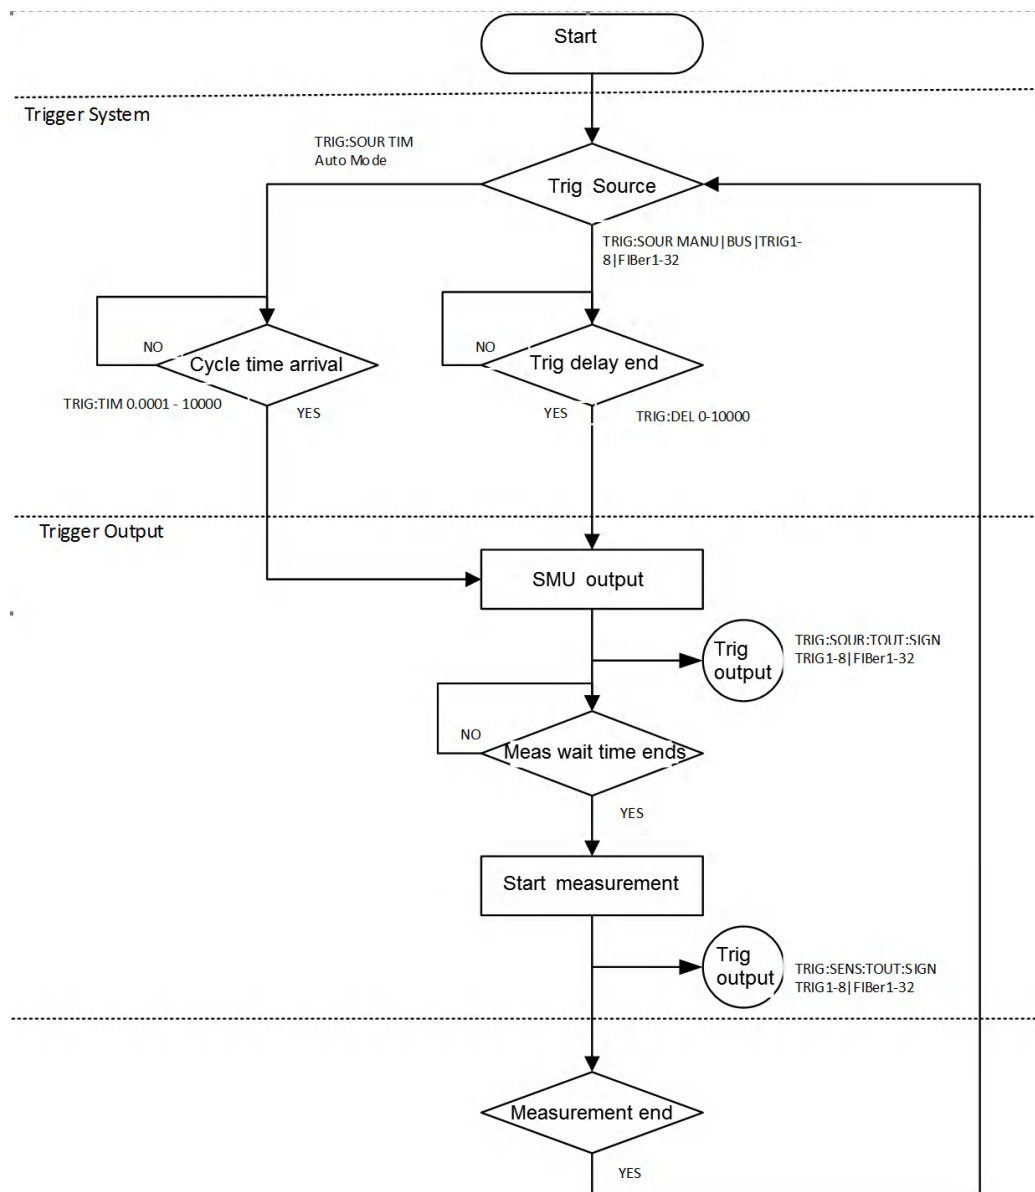 Start
Trigger System
TRIG:SOUR TIM
Auto Mode
Trig Source
TRIG:SOUR MANU|BUS|TRIG1-
8|FIBer1-32
NO
Cycle time arrival
NO
Trig delay end
TRIG:TIM 0.0001 - 10000
YES
YES
TRIG:DEL 0-10000
Trigger Output
SMU output
Trig
output
TRIG:SOUR:TOUT:SIGN
TRIG1-8|FIBer1-32
NO
Meas wait time ends
YES
Start measurement
Trig
output
TRIG:SENS:TOUT:SIGN
TRIG1-8|FIBer1-32
Measurement end
YES